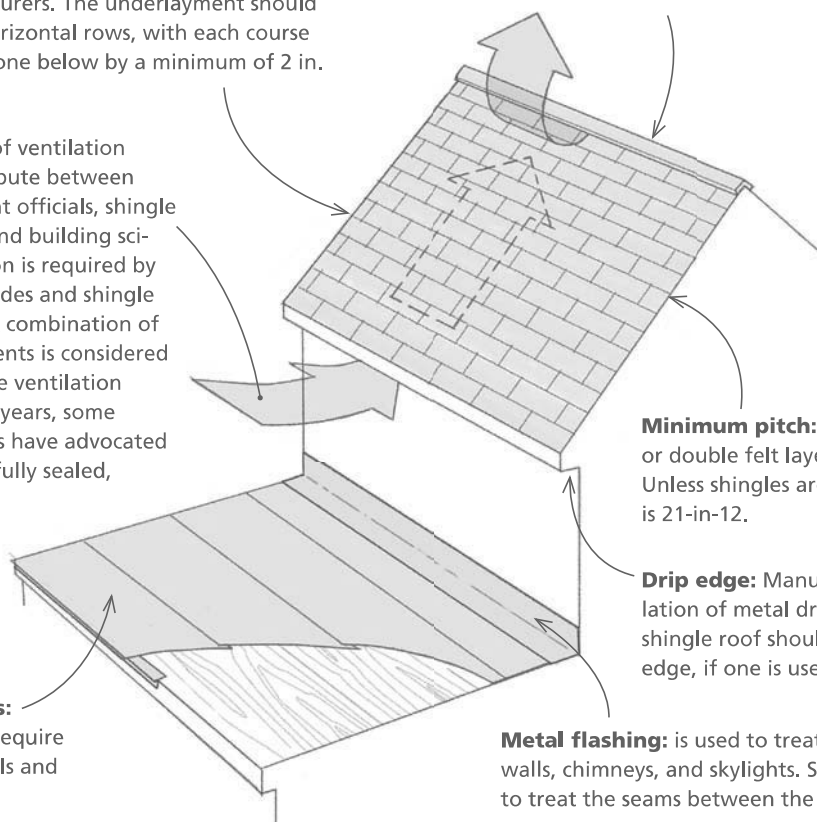 urers. The underlayment should
rizontal rows, with each course
one below by a minimum of 2 in.
of ventilation
pute between
nt officials, shingle
nd building sci-
on is required by
des and shingle
combination of
ents is considered
e ventilation
years, some
s have advocated
fully sealed,
s:
equire
ls and
Minimum pitch:
or double felt laye
Unless shingles ar
is 21-in-12.
Drip edge: Manu
lation of metal dr
shingle roof shoul
edge, if one is use
Metal flashing: is used to treat
walls, chimneys, and skylights. S
to treat the seams between the